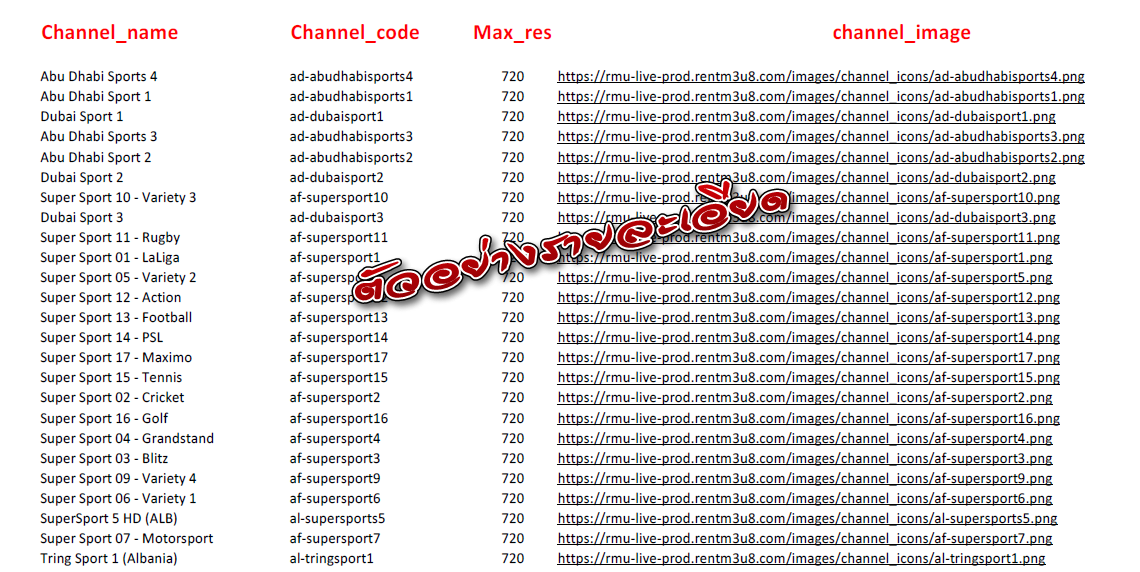 Channel_name Channel_code Max_res channel_image
Abu Dhabi Sports 4 ad-abudhabisports4 720 https://rmu-live-prod.rentm3u8.com/images/channel_icons/ad-abudhabisports4.png
Abu Dhabi Sport 1 ad-abudhabisports1 720 https://rmu-live-prod.rentm3u8.com/images/channel_icons/ad-abudhabisports1.png
Dubai Sport 1 ad-dubaisport1 720 https://rmu-live-prod.rentm3u8.com/images/channel_icons/ad-dubaisport1.png
Abu Dhabi Sports 3 ad-abudhabisports3 720 https://rmu-live-prod.rentm3u8.com/images/channel_icons/ad-abudhabisports3.png
Abu Dhabi Sport 2 ad-abudhabisports2 720 https://rmu-live-prod.rentm3u8.com/images/channel_icons/ad-abudhabisports2.png
Dubai Sport 2 ad-dubaisport2 720 https://rmu-live-prod.rentm3u8.com/images/channel_icons/ad-dubaisport2.png
Super Sport 10 - Variety 3 af-supersport10 720 https://rmu-live-prod.rentm3u8.com/images/channel_icons/af-supersport10.png
Dubai Sport 3 ad-dubaisport3 720 https://rmu-live-prod.rentm3u8.com/images/channel_icons/ad-dubaisport3.png
Super Sport 11 - Rugby af-supersport11 720 https://rmu-live-prod.rentm3u8.com/images/channel_icons/af-supersport11.png
Super Sport 01 - LaLiga af-supersport1 720 https://rmu-live-prod.rentm3u8.com/images/channel_icons/af-supersport1.png
Super Sport 05 - Variety 2 720 https://rmu-live-prod.rentm3u8.com/images/channel_icons/af-supersport5.png
Super Sport 12 - Action 720 https://rmu-live-prod.rentm3u8.com/images/channel_icons/af-supersport12.png
ตัวอย่างรายละเอียด
Super Sport 13 - Football af-supersport13 720 https://rmu-live-prod.rentm3u8.com/images/channel_icons/af-supersport13.png
Super Sport 14 - PSL af-supersport14 720 https://rmu-live-prod.rentm3u8.com/images/channel_icons/af-supersport14.png
Super Sport 17 - Maximo af-supersport17 720 https://rmu-live-prod.rentm3u8.com/images/channel_icons/af-supersport17.png
Super Sport 15 - Tennis af-supersport15 720 https://rmu-live-prod.rentm3u8.com/images/channel_icons/af-supersport15.png
Super Sport 02 - Cricket af-supersport2 720 https://rmu-live-prod.rentm3u8.com/images/channel_icons/af-supersport2.png
Super Sport 16 - Golf af-supersport16 720 https://rmu-live-prod.rentm3u8.com/images/channel_icons/af-supersport16.png
Super Sport 04 - Grandstand af-supersport4 720 https://rmu-live-prod.rentm3u8.com/images/channel_icons/af-supersport4.png
Super Sport 03 - Blitz af-supersport3 720 https://rmu-live-prod.rentm3u8.com/images/channel_icons/af-supersport3.png
Super Sport 09 - Variety 4 af-supersport9 720 https://rmu-live-prod.rentm3u8.com/images/channel_icons/af-supersport9.png
Super Sport 06 - Variety 1 af-supersport6 720 https://rmu-live-prod.rentm3u8.com/images/channel_icons/af-supersport6.png
SuperSport 5 HD (ALB) al-supersports5 720 https://rmu-live-prod.rentm3u8.com/images/channel_icons/al-supersports5.png
Super Sport 07 - Motorsport af-supersport7 720 https://rmu-live-prod.rentm3u8.com/images/channel_icons/af-supersport7.png
Tring Sport 1 (Albania) al-tringsport1 720 https://rmu-live-prod.rentm3u8.com/images/channel_icons/al-tringsport1.png